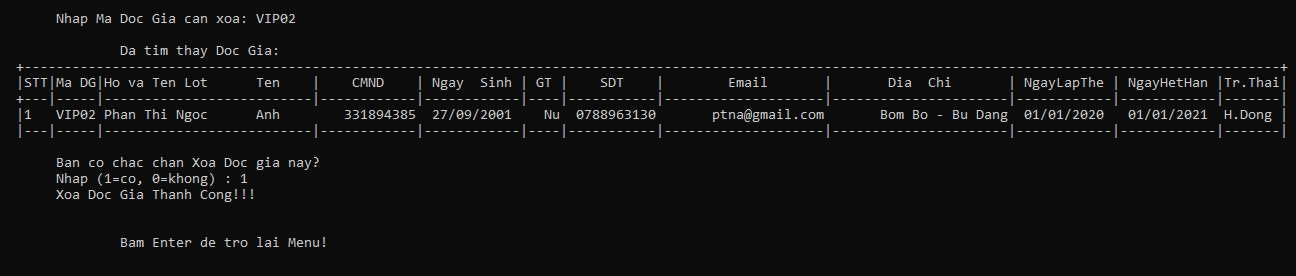 Nhap Ma Doc Gia can xoa: VIP02
Da tim thay Doc Gia:
|STT|Ma DG|Ho va Ten Lot Ten | CMND | Ngay Sinh | GT | SDT | Email | Dia Chi | NgayLapThe | NgayHetHan |Tr.Thai|
|1 VIP02 Phan Thi Ngoc Anh 331894385 27/09/2001 Nu 0788963130 ptna@gmail.com Bom Bo - Bu Dang 01/01/2020 01/01/2021 H.Dong |
Ban co chac chan Xoa Doc gia nay?
Nhap (1=co, 0=khong) : 1
Xoa Doc Gia Thanh Cong!!!
Bam Enter de tro lai Menu!